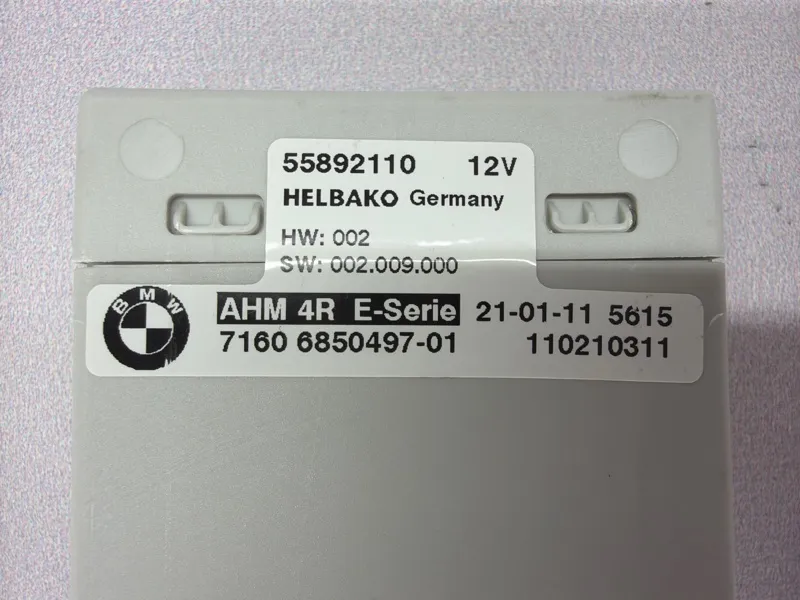 55892110 12V
HELBAKO Germany
HW: 002
SW: 002.009.000
BMW
AHM 4R E-Serie 21-01-11 5615
7160 6850497-01 110210311